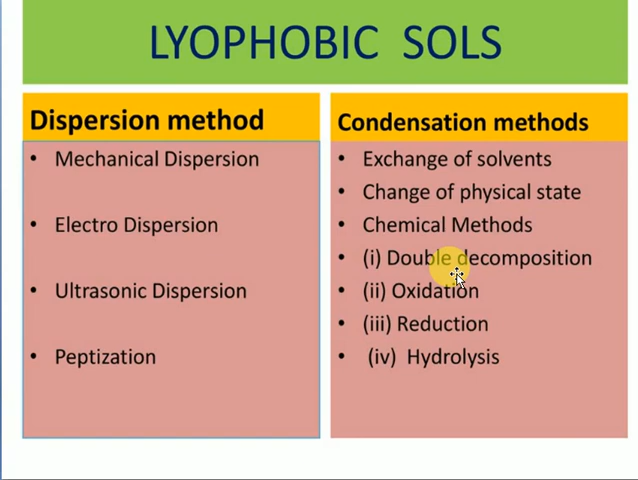 LYOPHOBIC SOLS
Dispersion method
• Mechanical Dispersion
• Electro Dispersion
• Ultrasonic Dispersion
• Peptization
Condensation methods
• Exchange of solvents
• Change of physical state
• Chemical Methods
• (i) Double decomposition
• (ii) Oxidation
• (iii) Reduction
• (iv) Hydrolysis